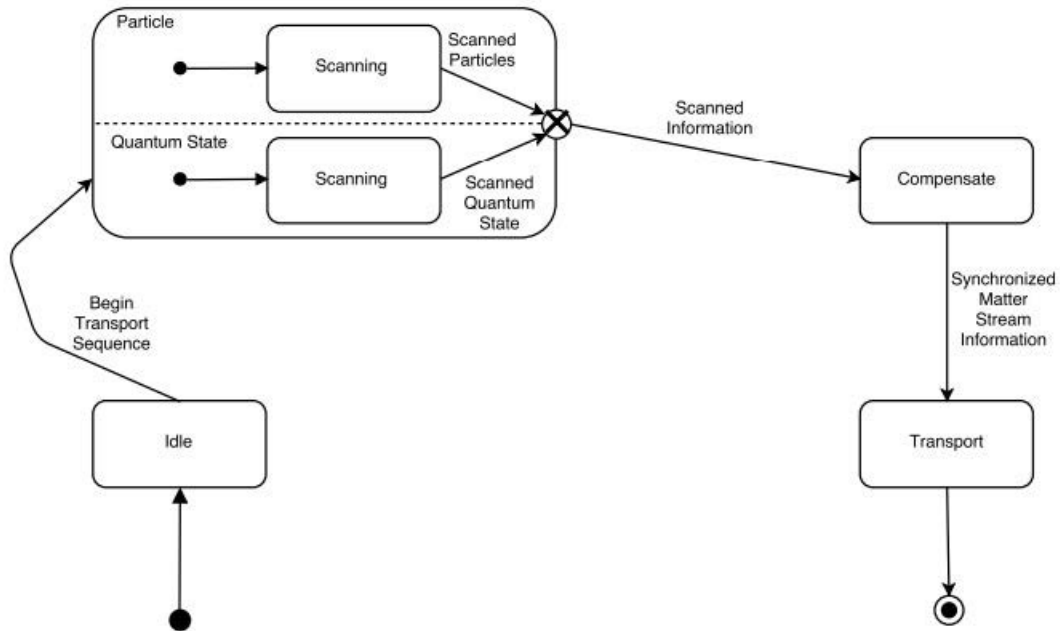 Particle
Scanning
Scanned
Particles
Quantum State
Scanning
Scanned
Quantum
State
Scanned
Information
Compensate
Synchronized
Matter
Stream
Information
Begin
Transport
Sequence
Idle
Transport